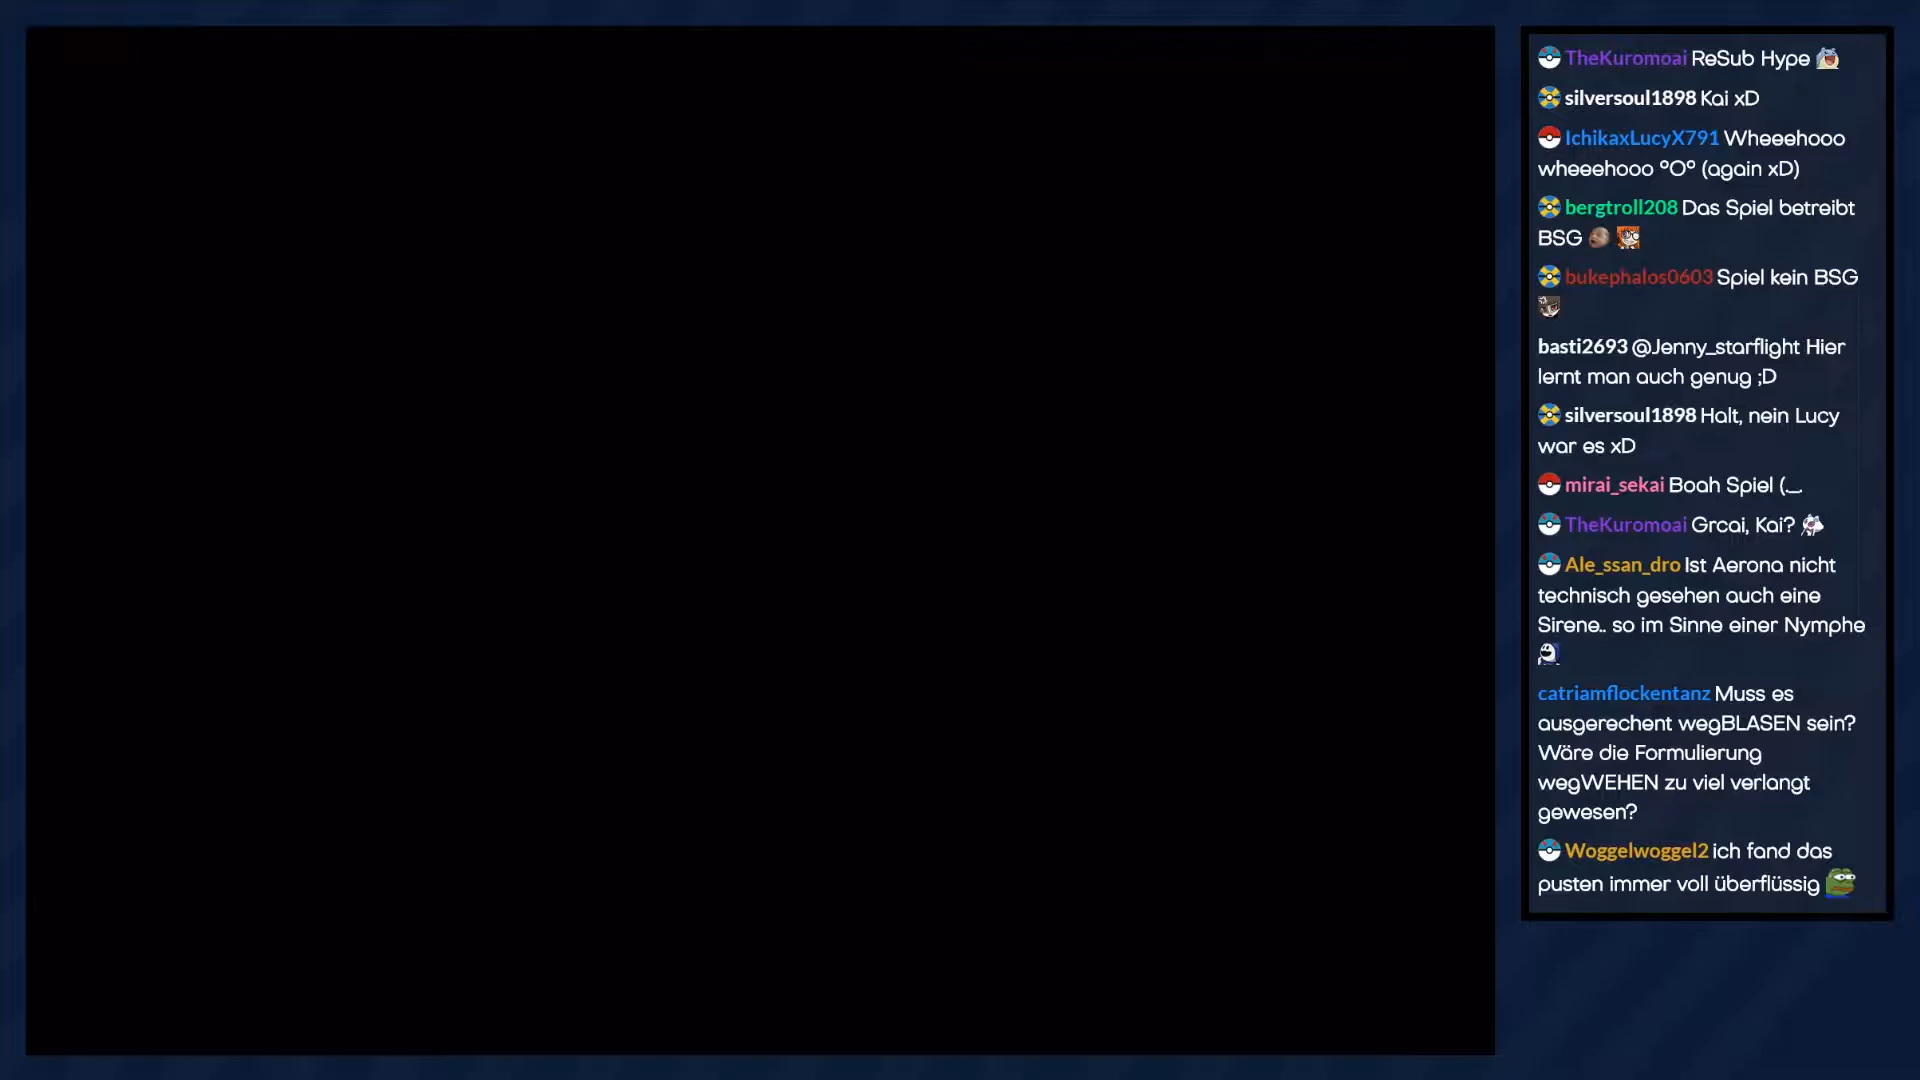 TheKuromoai ReSub Hype
silversoul1898 Kai xD
IchikaxLucyX791 Wheeehooo
wheeehooo °O° (again xD)
bergtroll208 Das Spiel betreibt
BSG
bukephalos0603 Spiel kein BSG
basti2693 @Jenny_starflight Hier
lernt man auch genug ;D
silversoul1898 Halt, nein Lucy
war es xD
mirai_sekai Boah Spiel (._.
TheKuromoai Grcai, Kai?
Ale_ssan_dro Ist Aerona nicht
technisch gesehen auch eine
Sirene.. so im Sinne einer Nymphe
catriamflockentanz Muss es
ausgerechent wegBLASEN sein?
Wäre die Formulierung
wegWEHEN zu viel verlangt
gewesen?
Woggelwoggel2 ich fand das
pusten immer voll überflüssig